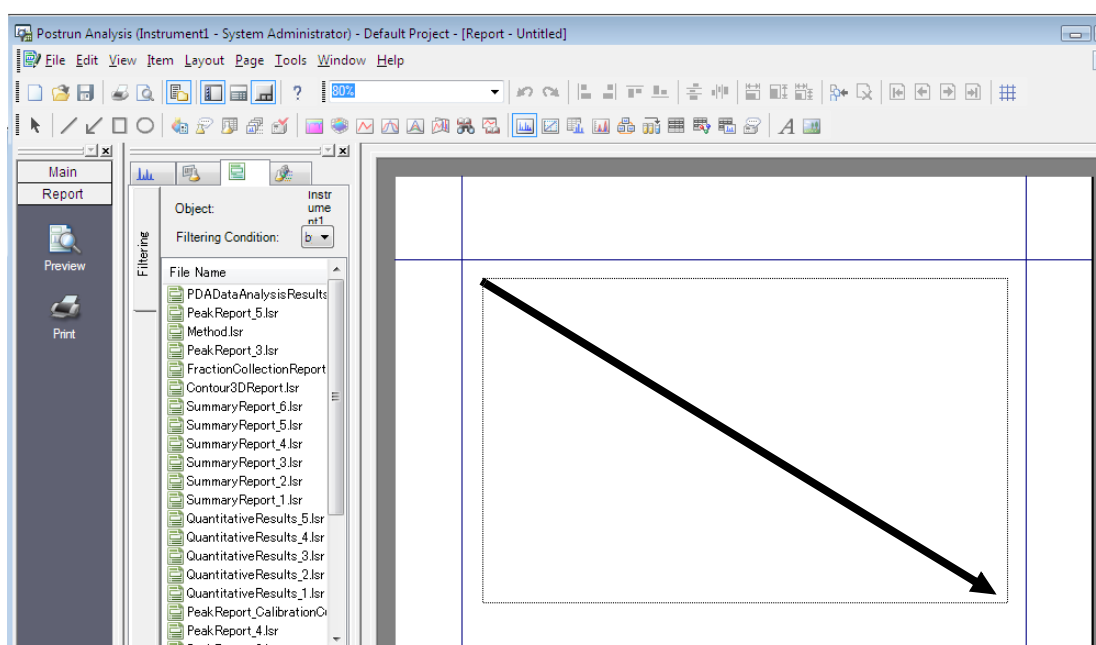 Postrun Analysis (Instrument1 - System Administrator) - Default Project - [Report - Untitled]
File Edit View Item Layout Page Tools Window Help
? 80%
A
Main
Report
Preview
Print
Filtering
Object: Instr
ume
nt1
Filtering Condition: b
File Name
PDADataAnalysisResults
PeakReport_5.lsr
Method.lsr
PeakReport_3.lsr
FractionCollectionReport
Contour3DReport.lsr
SummaryReport_6.lsr
SummaryReport_5.lsr
SummaryReport_4.lsr
SummaryReport_3.lsr
SummaryReport_2.lsr
SummaryReport_1.lsr
QuantitativeResults_5.lsr
QuantitativeResults_4.lsr
QuantitativeResults_3.lsr
QuantitativeResults_2.lsr
QuantitativeResults_1.lsr
PeakReport_CalibrationC
PeakReport_4.lsr